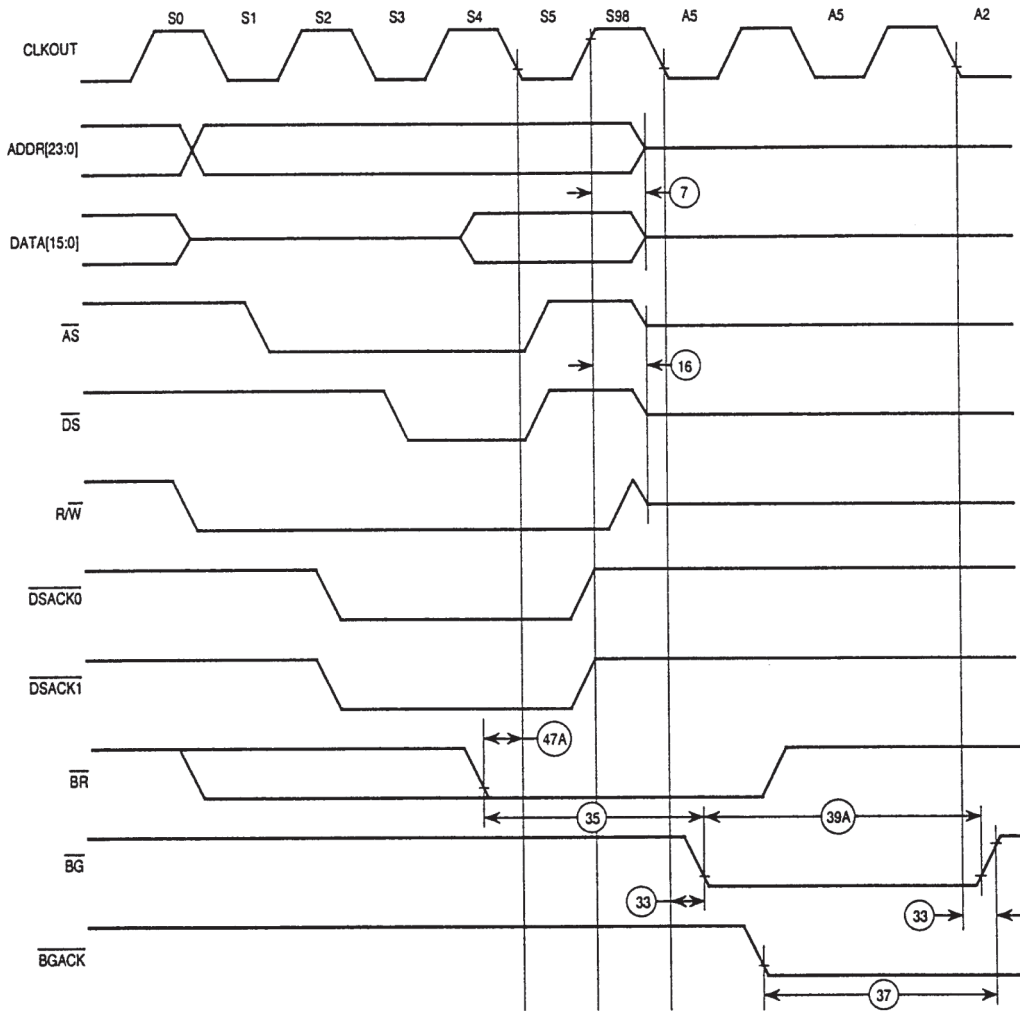 S0 S1 S2 S3 S4 S5 S98 A5 A5 A2
CLKOUT
ADDR[23:0]
7
DATA[15:0]
AS
16
DS
R/W
DSACK0
DSACK1
47A
BR
35 39A
BG
33 33
BGACK
37